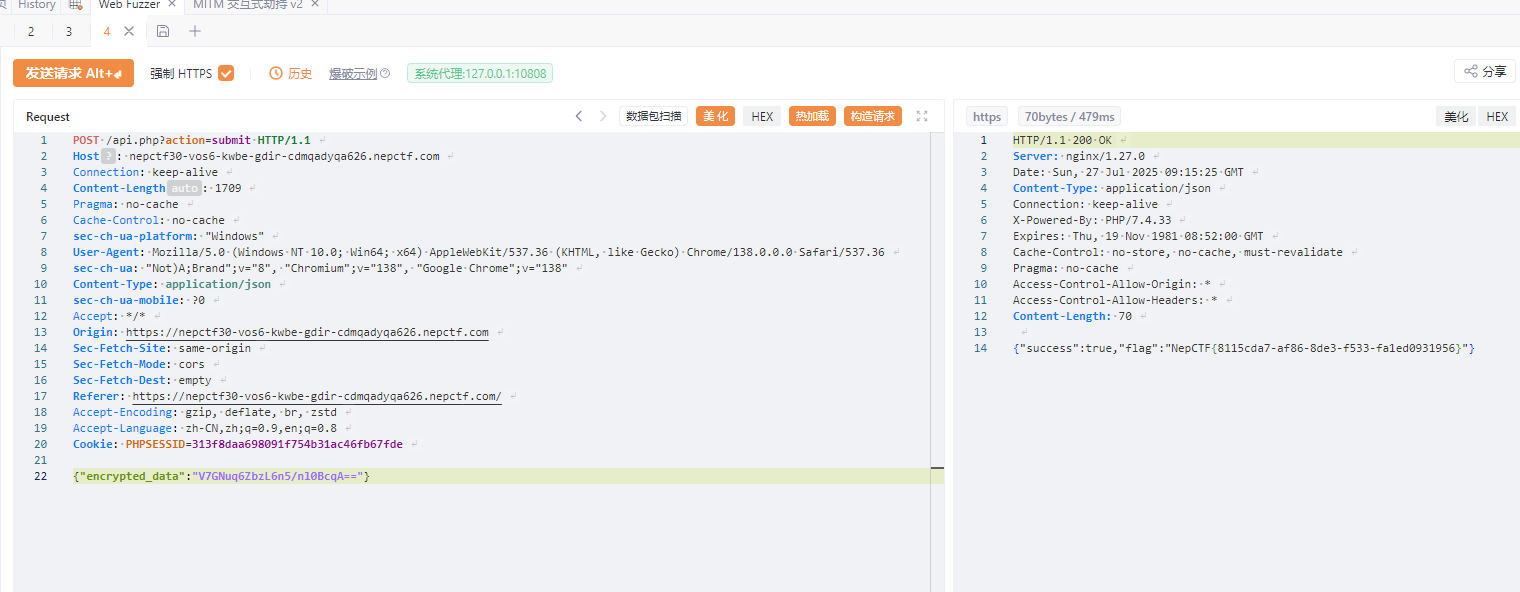 History
Web Fuzzer ×
MITM 交互式劫持 v2 ×
2 3 4
发送请求 Alt+
强制 HTTPS
历史
爆破示例
系统代理:127.0.0.1:10808
分享
Request
数据包扫描
美 化
HEX
热加载
构造请求
1 POST /api.php?action=submit HTTP/1.1
2 Host ? : nepctf30-vos6-kwbe-gdir-cdmqadyqa626.nepctf.com
3 Connection: keep-alive
4 Content-Length auto : 1709
5 Pragma: no-cache
6 Cache-Control: no-cache
7 sec-ch-ua-platform: "Windows"
8 User-Agent: Mozilla/5.0 (Windows NT 10.0; Win64; x64) AppleWebKit/537.36 (KHTML, like Gecko) Chrome/138.0.0.0 Safari/537.36
9 sec-ch-ua: "Not)A;Brand";v="8", "Chromium";v="138", "Google Chrome";v="138"
10 Content-Type: application/json
11 sec-ch-ua-mobile: ?0
12 Accept: */*
13 Origin: https://nepctf30-vos6-kwbe-gdir-cdmqadyqa626.nepctf.com
14 Sec-Fetch-Site: same-origin
15 Sec-Fetch-Mode: cors
16 Sec-Fetch-Dest: empty
17 Referer: https://nepctf30-vos6-kwbe-gdir-cdmqadyqa626.nepctf.com/
18 Accept-Encoding: gzip, deflate, br, zstd
19 Accept-Language: zh-CN,zh;q=0.9,en;q=0.8
20 Cookie: PHPSESSID=313f8daa698091f754b31ac46fb67fde
21
22 {"encrypted_data":"V7GNuq6ZbzL6n5/nl0BcqA=="}
https
70bytes / 479ms
美化
HEX
1 HTTP/1.1 200 OK
2 Server: nginx/1.27.0
3 Date: Sun, 27 Jul 2025 09:15:25 GMT
4 Content-Type: application/json
5 Connection: keep-alive
6 X-Powered-By: PHP/7.4.33
7 Expires: Thu, 19 Nov 1981 08:52:00 GMT
8 Cache-Control: no-store, no-cache, must-revalidate
9 Pragma: no-cache
10 Access-Control-Allow-Origin: *
11 Access-Control-Allow-Headers: *
12 Content-Length: 70
13
14 {"success":true,"flag":"NepCTF{8115cda7-af86-8de3-f533-fa1ed0931956}"}